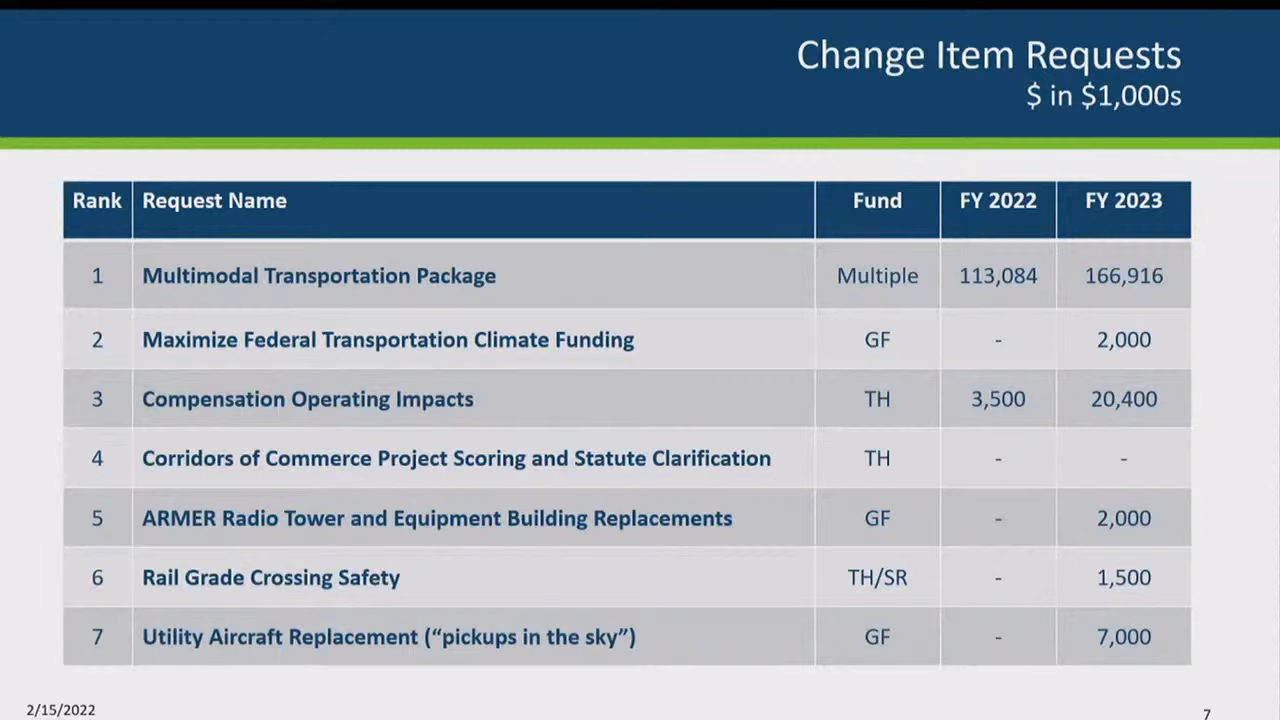 Change Item Requests
$ in $1,000s
Rank Request Name Fund FY 2022 FY 2023
1 Multimodal Transportation Package Multiple 113,084 166,916
2 Maximize Federal Transportation Climate Funding GF - 2,000
3 Compensation Operating Impacts TH 3,500 20,400
4 Corridors of Commerce Project Scoring and Statute Clarification TH - -
5 ARMER Radio Tower and Equipment Building Replacements GF - 2,000
6 Rail Grade Crossing Safety TH/SR - 1,500
7 Utility Aircraft Replacement (“pickups in the sky”) GF - 7,000
2/15/2022 7